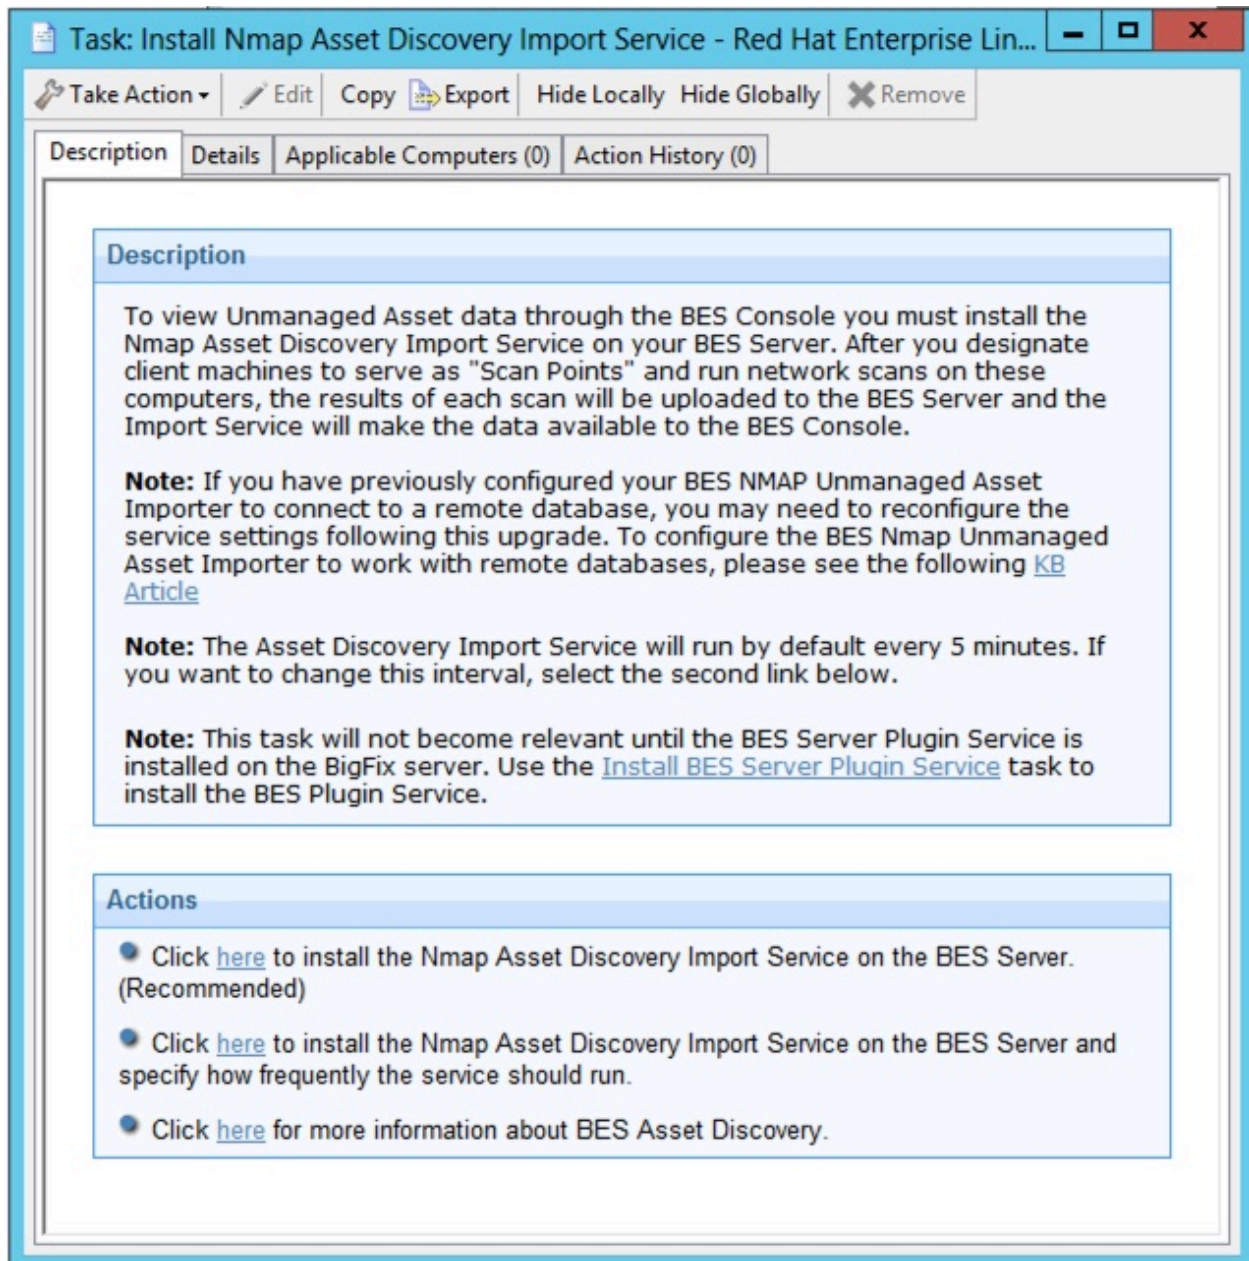 Task: Install Nmap Asset Discovery Import Service - Red Hat Enterprise Lin...
Take Action Edit Copy Export Hide Locally Hide Globally Remove
Description Details Applicable Computers (0) Action History (0)
Description
To view Unmanaged Asset data through the BES Console you must install the
Nmap Asset Discovery Import Service on your BES Server. After you designate
client machines to serve as "Scan Points" and run network scans on these
computers, the results of each scan will be uploaded to the BES Server and the
Import Service will make the data available to the BES Console.
Note: If you have previously configured your BES NMAP Unmanaged Asset
Importer to connect to a remote database, you may need to reconfigure the
service settings following this upgrade. To configure the BES Nmap Unmanaged
Asset Importer to work with remote databases, please see the following KB
Article
Note: The Asset Discovery Import Service will run by default every 5 minutes. If
you want to change this interval, select the second link below.
Note: This task will not become relevant until the BES Server Plugin Service is
installed on the BigFix server. Use the Install BES Server Plugin Service task to
install the BES Plugin Service.
Actions
Click here to install the Nmap Asset Discovery Import Service on the BES Server.
(Recommended)
Click here to install the Nmap Asset Discovery Import Service on the BES Server and
specify how frequently the service should run.
Click here for more information about BES Asset Discovery.